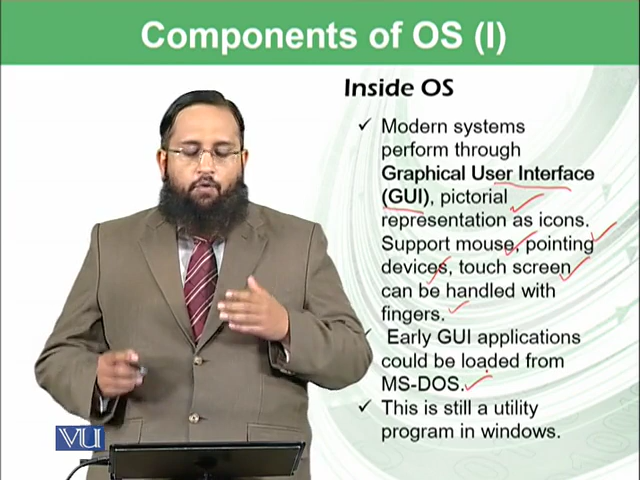 Components of OS (I)
Inside OS
✓ Modern systems
perform through
Graphical User Interface
(GUI), pictorial
representation as icons.
Support mouse, pointing
devices, touch screen
can be handled with
fingers.
✓ Early GUI applications
could be loaded from
MS-DOS.
✓ This is still a utility
program in windows.
VU